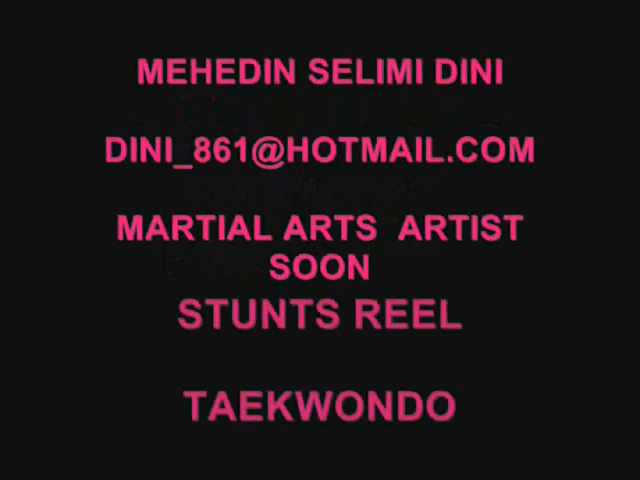 MEHEDIN SELIMI DINI
DINI_861@HOTMAIL.COM
MARTIAL ARTS  ARTIST
SOON
STUNTS REEL
TAEKWONDO